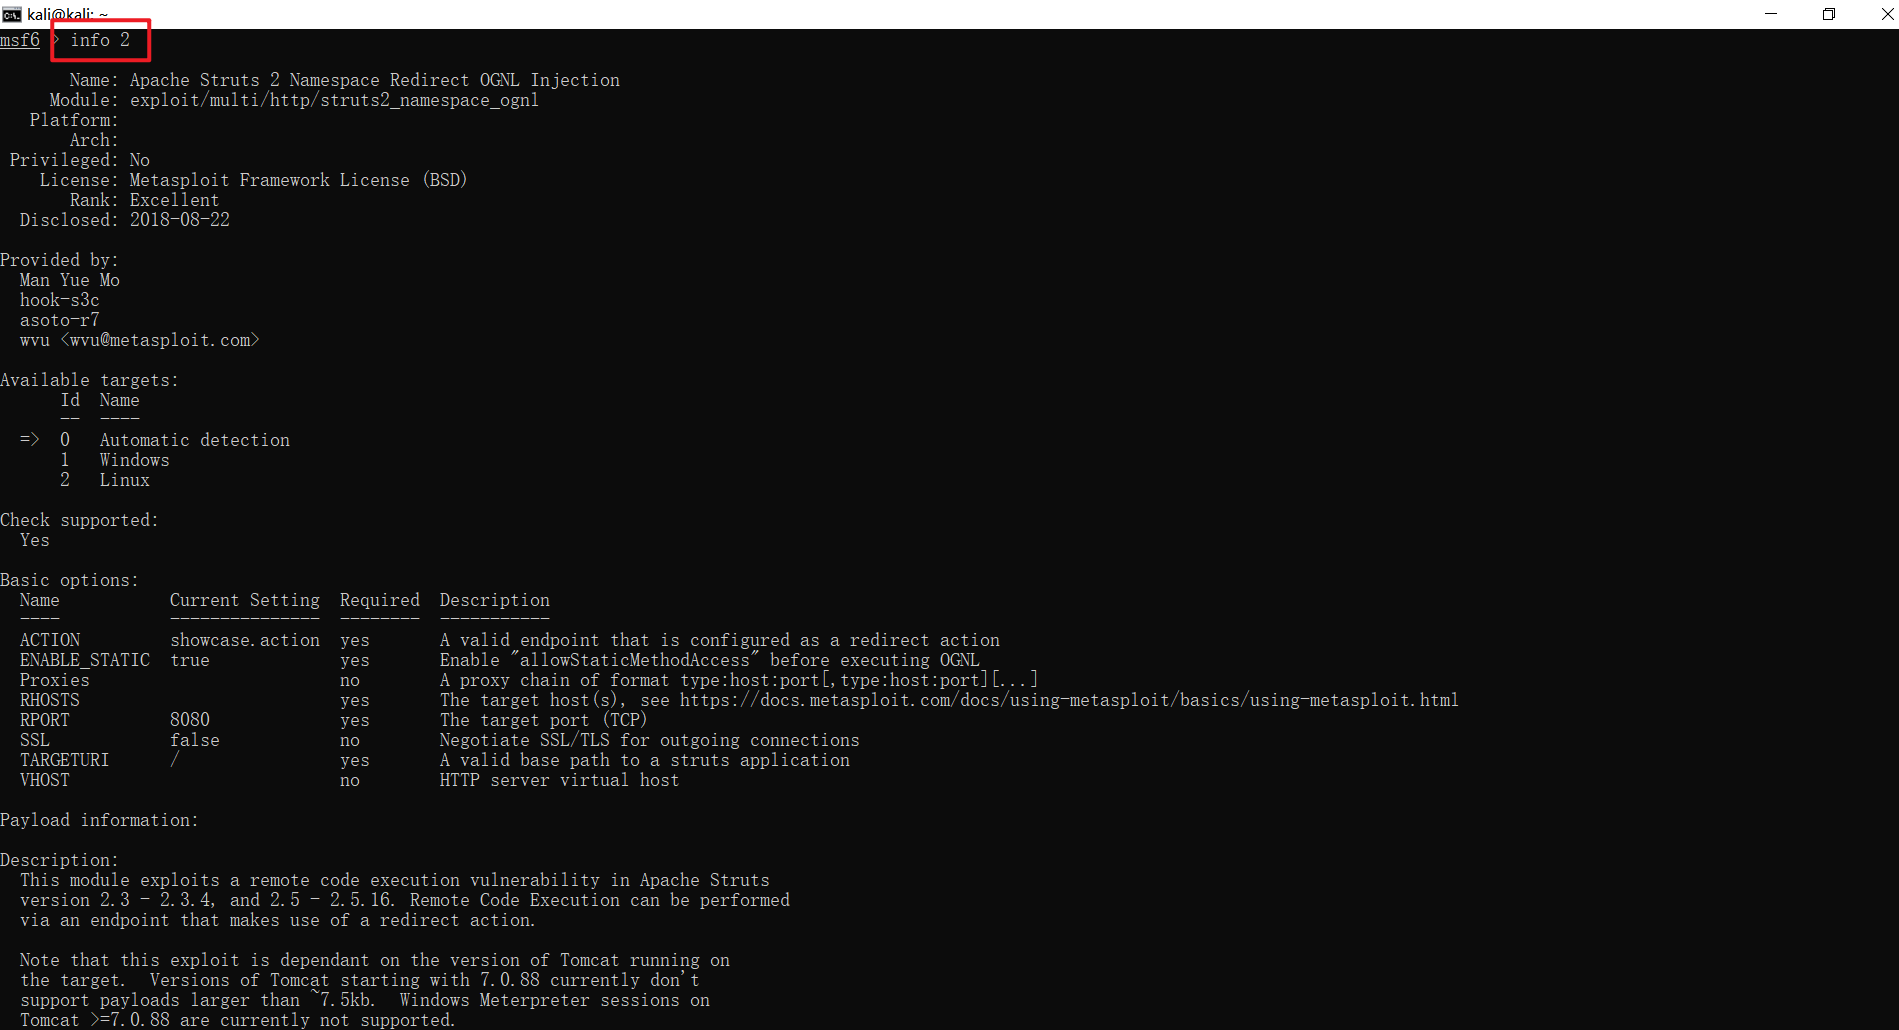 kali@kali: ~
msf6 > info 2
Name: Apache Struts 2 Namespace Redirect OGNL Injection
Module: exploit/multi/http/struts2_namespace_ognl
Platform:
Arch:
Privileged: No
License: Metasploit Framework License (BSD)
Rank: Excellent
Disclosed: 2018-08-22
Provided by:
Man Yue Mo
hook-s3c
asoto-r7
wvu <wvu@metasploit.com>
Available targets:
Id  Name
--  ----
=>  0   Automatic detection
1   Windows
2   Linux
Check supported:
Yes
Basic options:
Name           Current Setting  Required  Description
----           ---------------  --------  -----------
ACTION         showcase.action  yes       A valid endpoint that is configured as a redirect action
ENABLE_STATIC  true             yes       Enable "allowStaticMethodAccess" before executing OGNL
Proxies                         no        A proxy chain of format type:host:port[,type:host:port][...]
RHOSTS                          yes       The target host(s), see https://docs.metasploit.com/docs/using-metasploit/basics/using-metasploit.html
RPORT          8080             yes       The target port (TCP)
SSL            false            no        Negotiate SSL/TLS for outgoing connections
TARGETURI      /                yes       A valid base path to a struts application
VHOST                           no        HTTP server virtual host
Payload information:
Description:
This module exploits a remote code execution vulnerability in Apache Struts
version 2.3 - 2.3.4, and 2.5 - 2.5.16. Remote Code Execution can be performed
via an endpoint that makes use of a redirect action.
Note that this exploit is dependant on the version of Tomcat running on
the target.  Versions of Tomcat starting with 7.0.88 currently don't
support payloads larger than ~7.5kb.  Windows Meterpreter sessions on
Tomcat >=7.0.88 are currently not supported.